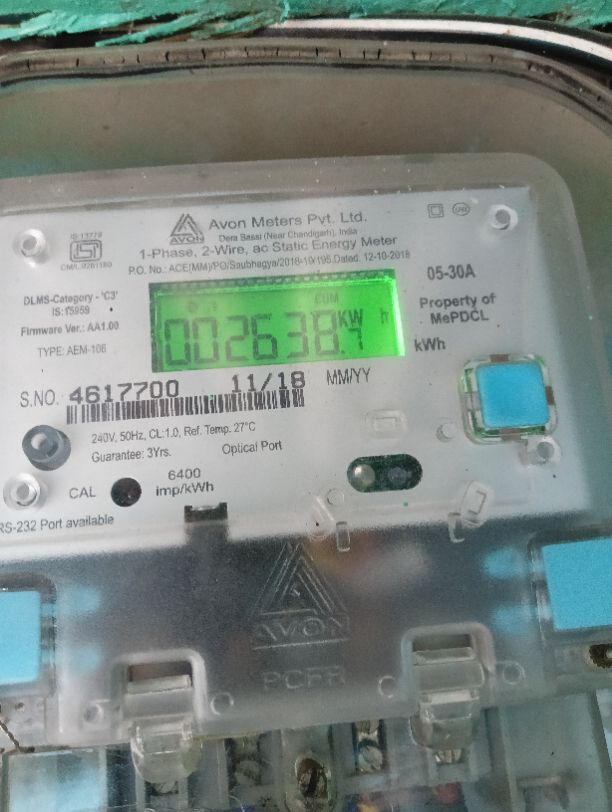 IS:13779
AVON
Avon Meters Pvt. Ltd.
Dera Bassi (Near Chandigarh), India
1-Phase, 2-Wire, ac Static Energy Meter
P.O. No.: ACE(MM)/PO/Saubhagya/2018-19/195,Dated. 12-10-2018
05-30A
DLMS-Category - 'C3'
IS:15959
Firmware Ver.: AA1.00
TYPE: AEM-106
CUM
002638.7 KW h
kWh
Property of
MePDCL
S.NO. 4617700 11/18 MM/YY
240V, 50Hz, CL:1.0, Ref. Temp. 27°C
Guarantee: 3Yrs.
Optical Port
CAL
6400
imp/kWh
RS-232 Port available
AVON